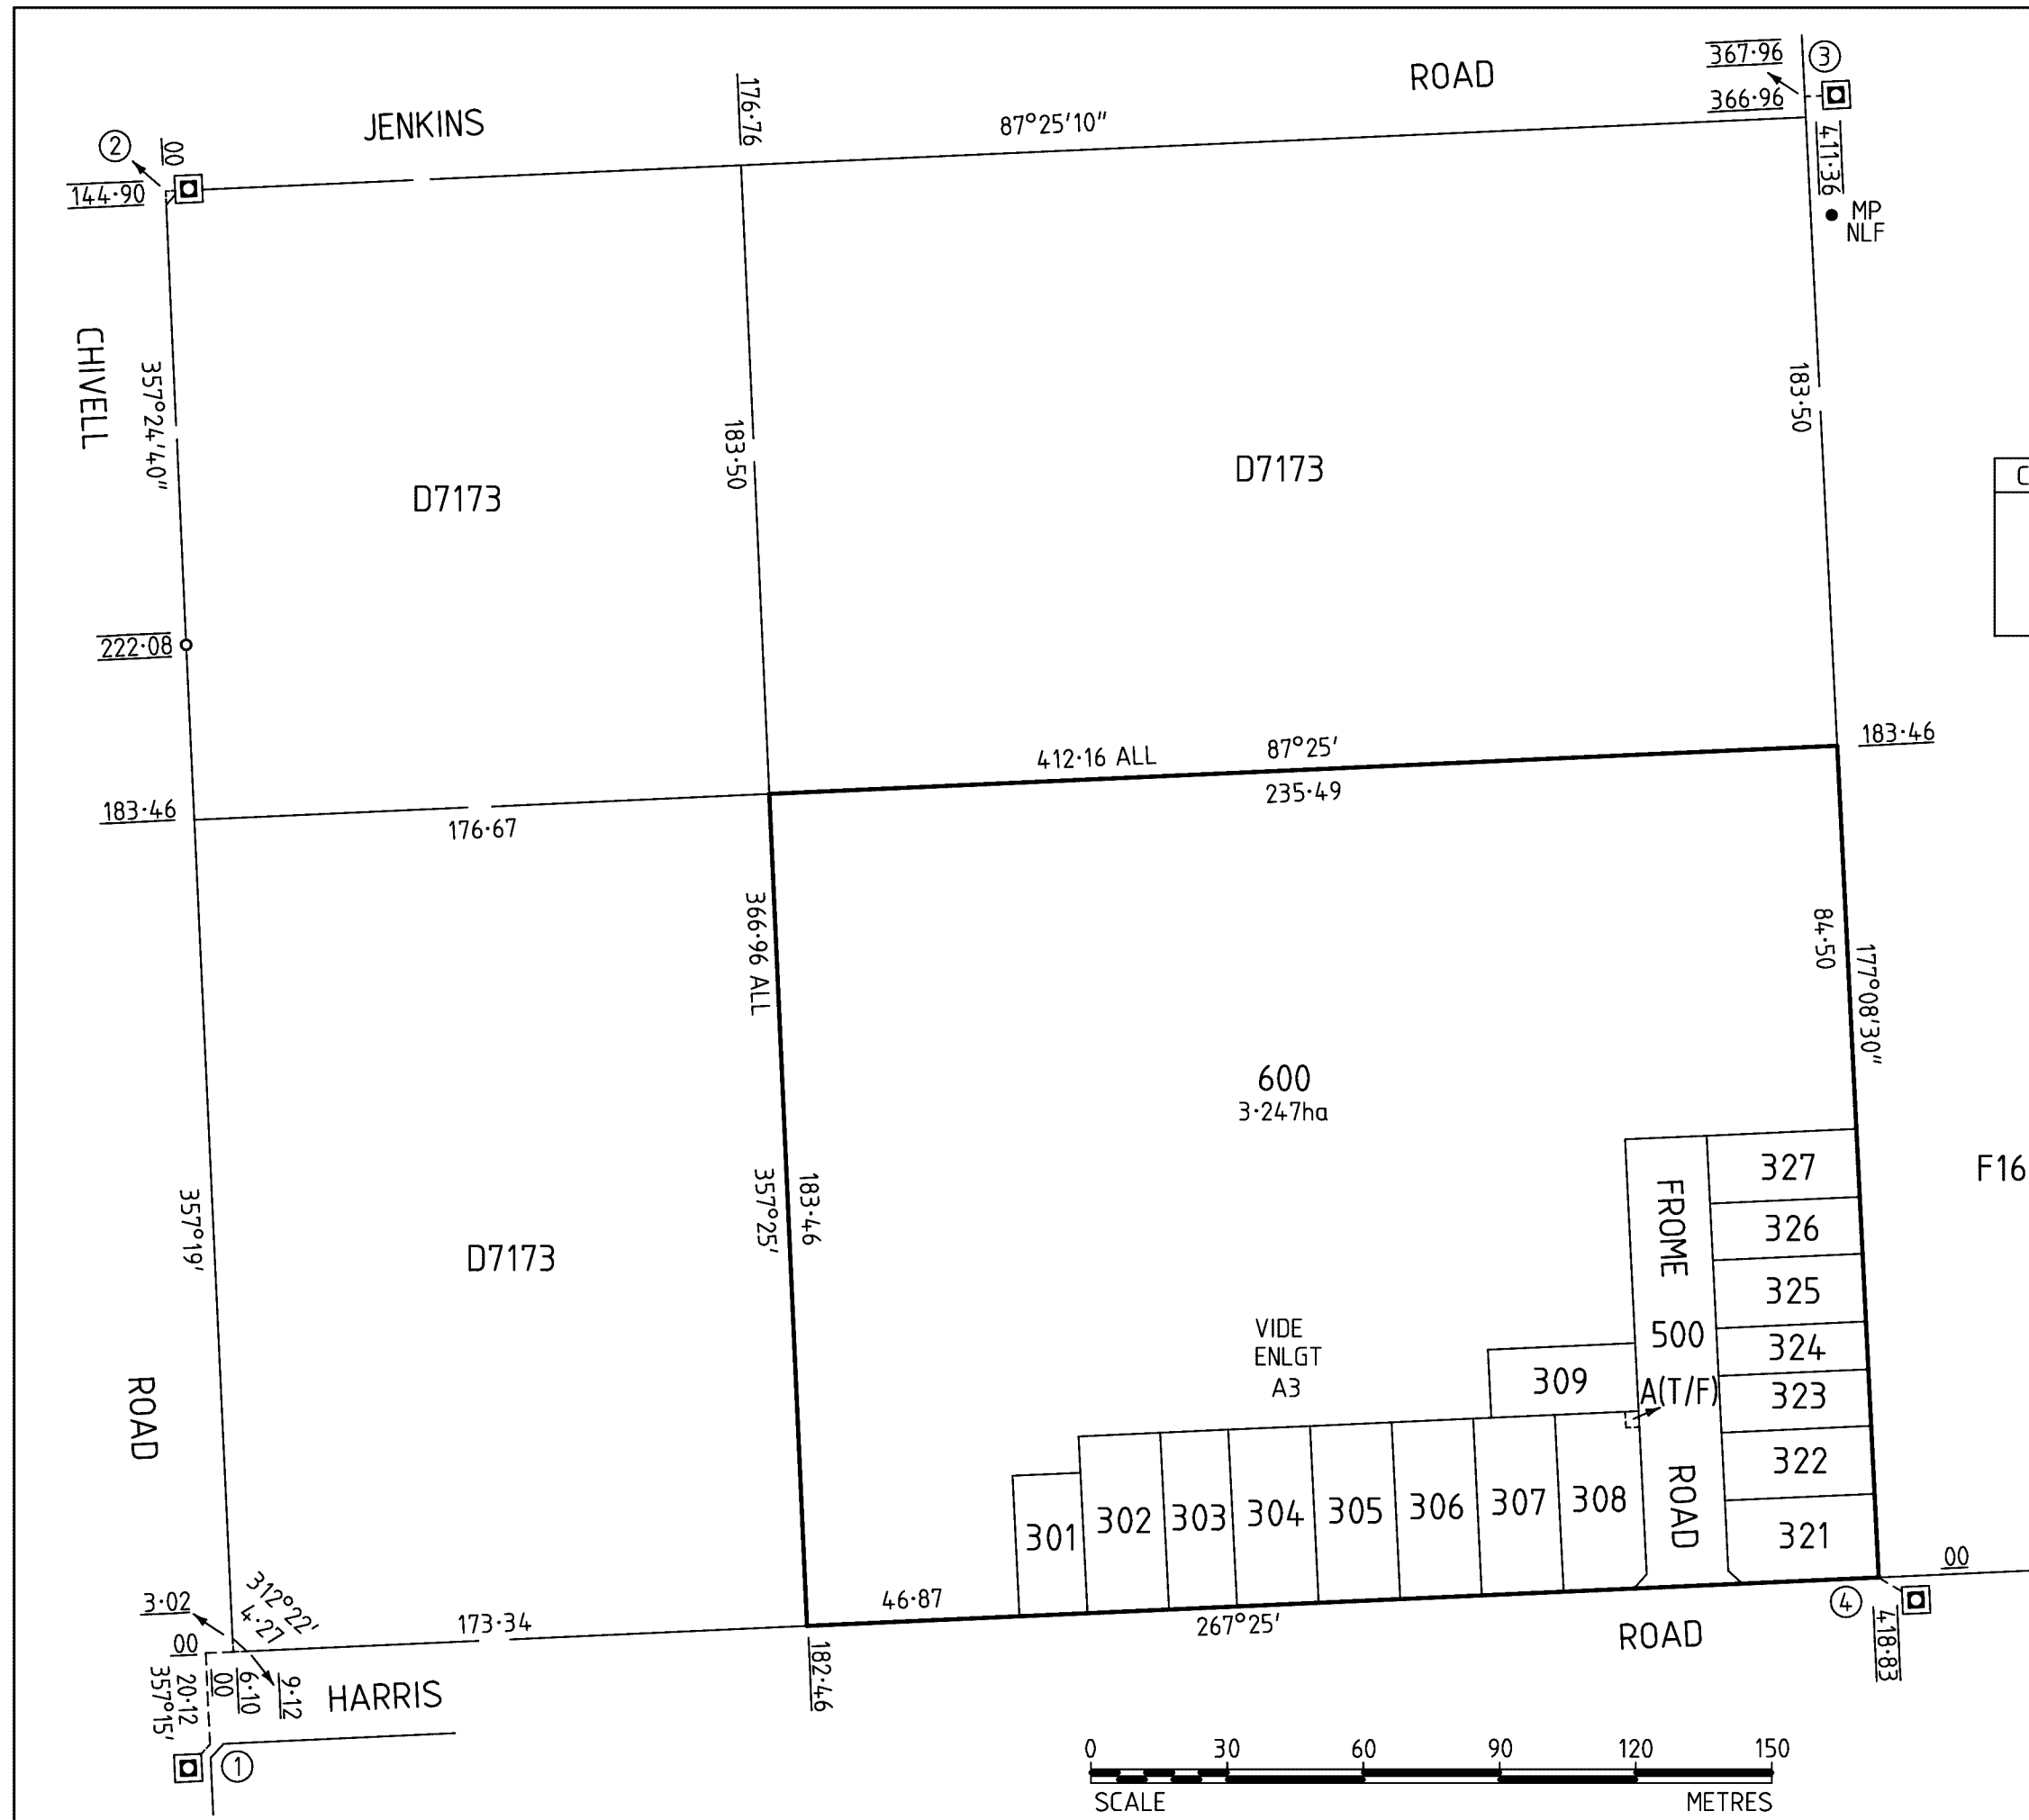 ROAD
367·96
3
JENKINS
176·76
87°25'10"
366·96
2
00
144·90
411·36
MP
NLF
CHIVELL
357°24'40"
183·50
183·50
D7173
D7173
C
222·08
412·16 ALL
87°25'
183·46
183·46
176·67
235·49
366·96 ALL
84·50
177°08'30"
600
3·247ha
F16
327
326
325
324
323
322
321
FROME
500
ROAD
A(T/F)
357°19'
183·46
357°25'
D7173
VIDE
ENLGT
A3
309
301
302
303
304
305
306
307
308
ROAD
3·02
312°22'
4·27
173·34
46·87
267°25'
ROAD
00
4
418·83
00
20·12
357°15'
00
6·10
9·12
HARRIS
182·46
1
0 30 60 90 120 150
SCALE METRES